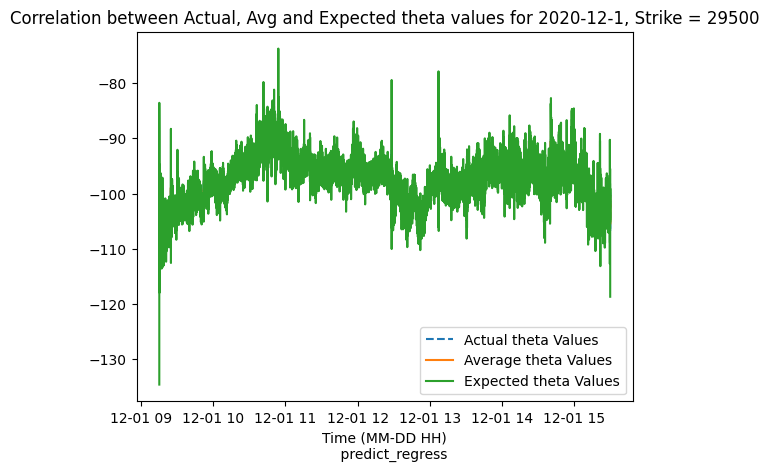 Correlation between Actual, Avg and Expected theta values for 2020-12-1, Strike = 29500
−80
−90
−100
−110
−120
−130
Actual theta Values
Average theta Values
Expected theta Values
12-01 09 12-01 10 12-01 11 12-01 12 12-01 13 12-01 14 12-01 15
Time (MM-DD HH)
predict_regress